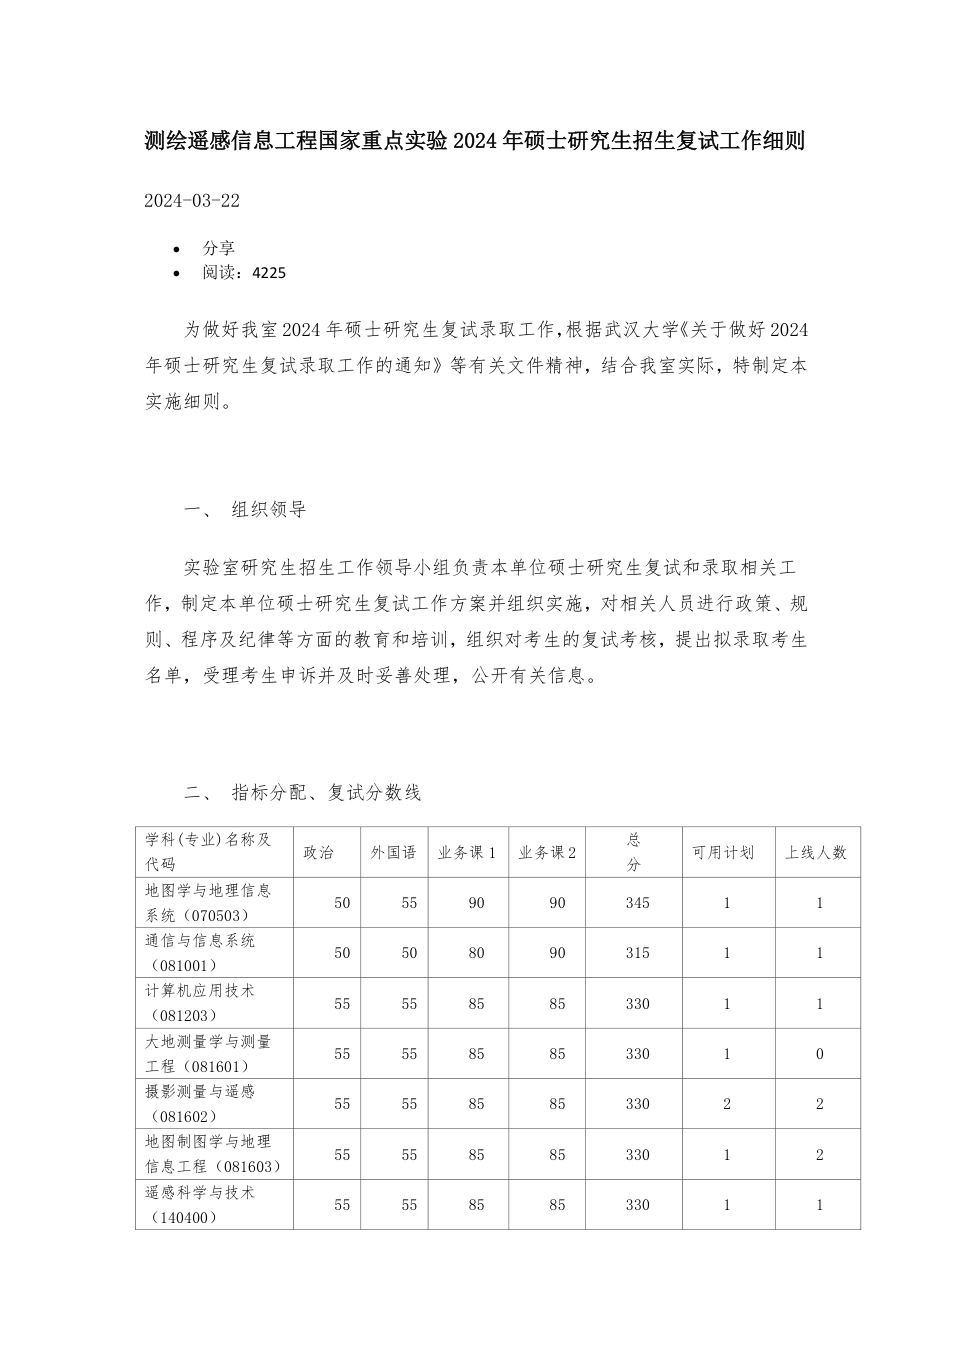 测绘遥感信息工程国家重点实验 2024 年硕士研究生招生复试工作细则
2024-03-22
• 分享
• 阅读：4225
为做好我室 2024 年硕士研究生复试录取工作，根据武汉大学《关于做好 2024
年硕士研究生复试录取工作的通知》等有关文件精神，结合我室实际，特制定本
实施细则。
一、 组织领导
实验室研究生招生工作领导小组负责本单位硕士研究生复试和录取相关工
作，制定本单位硕士研究生复试工作方案并组织实施，对相关人员进行政策、规
则、程序及纪律等方面的教育和培训，组织对考生的复试考核，提出拟录取考生
名单，受理考生申诉并及时妥善处理，公开有关信息。
二、 指标分配、复试分数线
学科(专业)名称及
代码
政治 外国语 业务课 1 业务课 2 总
分
可用计划 上线人数
地图学与地理信息
系统（070503）
50 55 90 90 345 1 1
通信与信息系统
（081001）
50 50 80 90 315 1 1
计算机应用技术
（081203）
55 55 85 85 330 1 1
大地测量学与测量
工程（081601）
55 55 85 85 330 1 0
摄影测量与遥感
（081602）
55 55 85 85 330 2 2
地图制图学与地理
信息工程（081603）
55 55 85 85 330 1 2
遥感科学与技术
（140400）
55 55 85 85 330 1 1